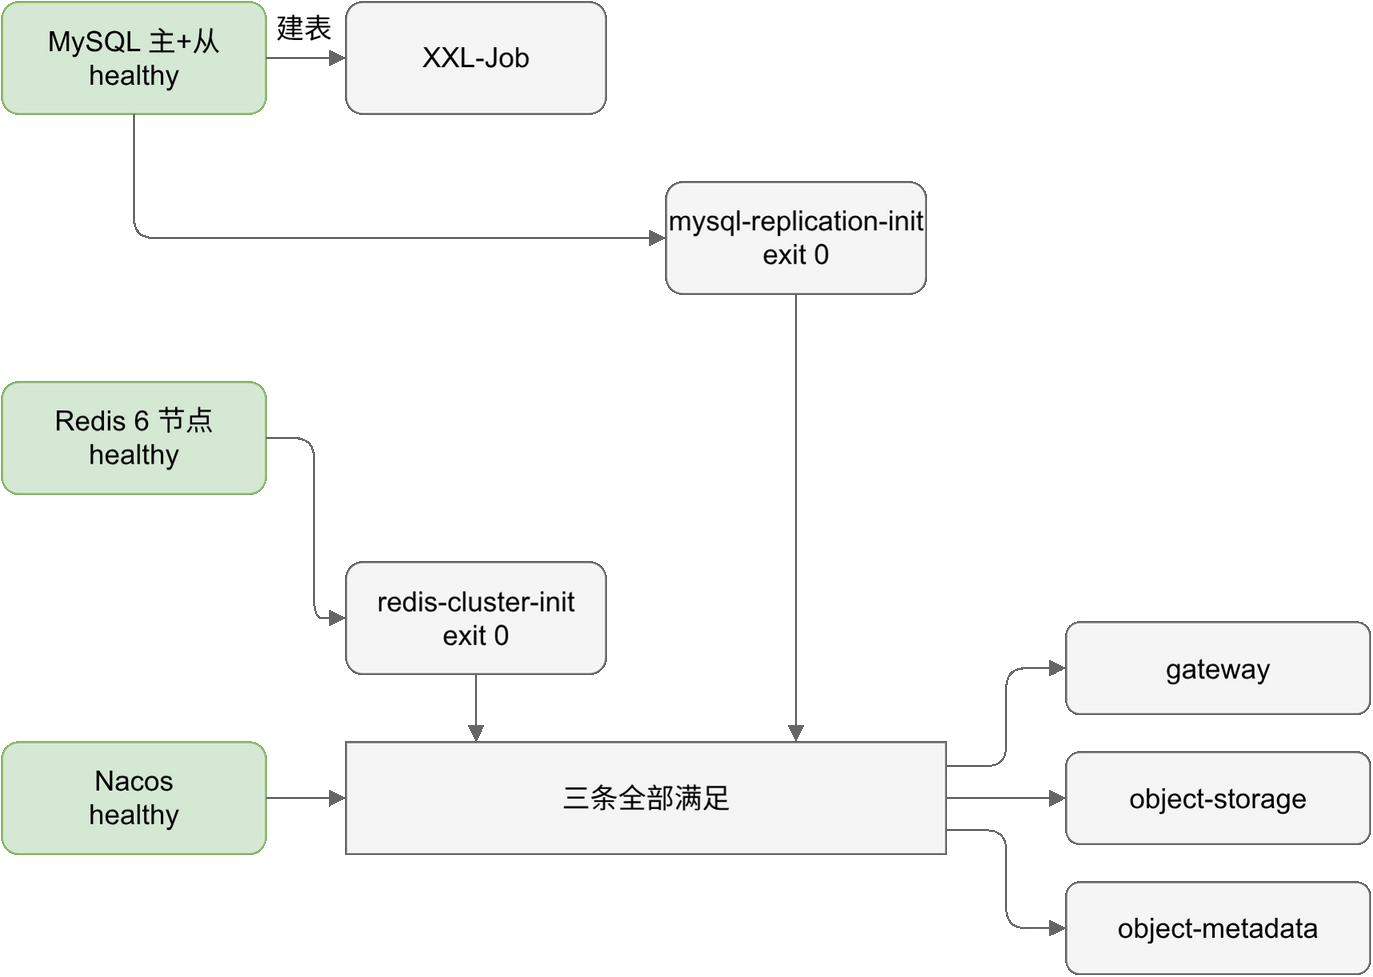 MySQL 主+从
healthy
建表
XXL-Job
mysql-replication-init
exit 0
Redis 6 节点
healthy
redis-cluster-init
exit 0
Nacos
healthy
三条全部满足
gateway
object-storage
object-metadata